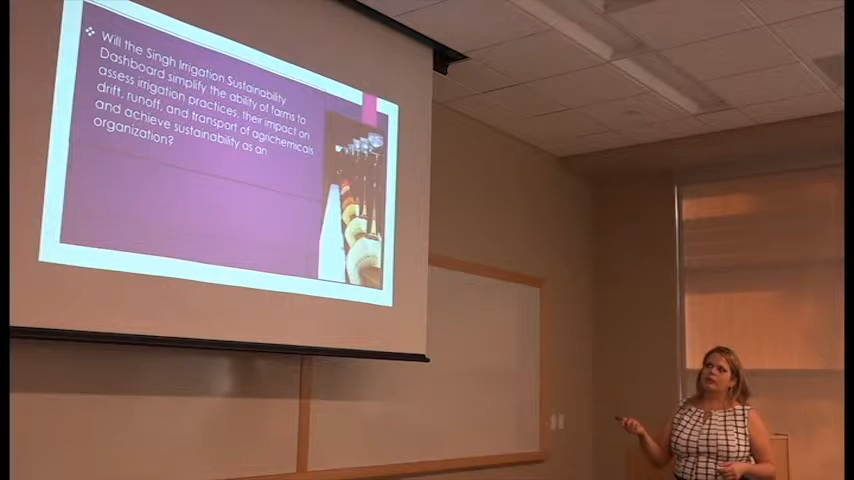 Will the Singh Irrigation Sustainability
Dashboard simplify the ability of farms to
assess irrigation practices, their impact on
drift, runoff, and transport of agrichemicals
and achieve sustainability as an
organization?